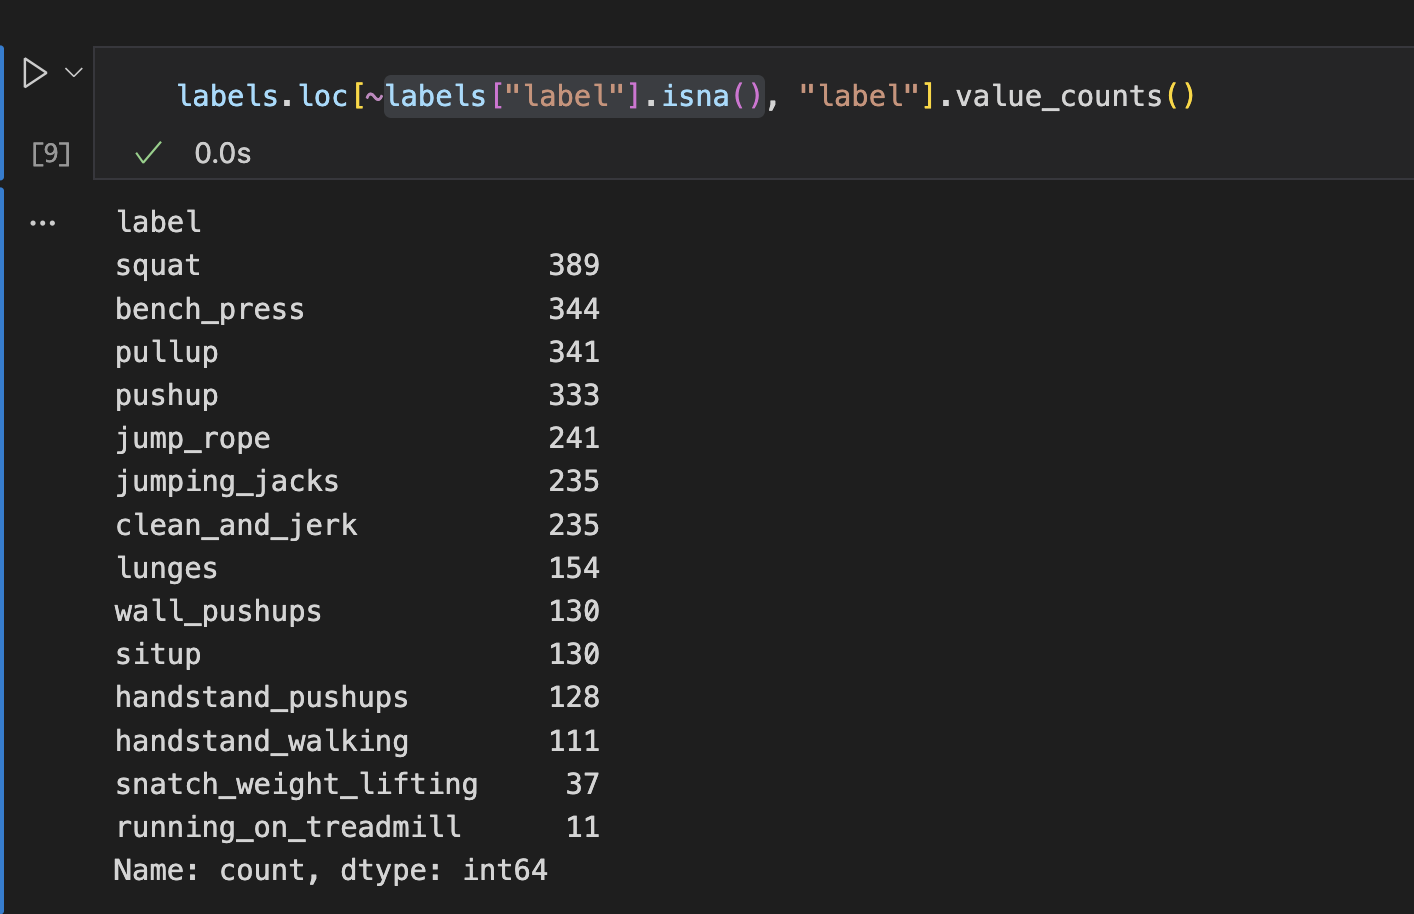 labels.loc[~labels["label"].isna(), "label"].value_counts()
[9] 0.0s
label
squat 389
bench_press 344
pullup 341
pushup 333
jump_rope 241
jumping_jacks 235
clean_and_jerk 235
lunges 154
wall_pushups 130
situp 130
handstand_pushups 128
handstand_walking 111
snatch_weight_lifting 37
running_on_treadmill 11
Name: count, dtype: int64